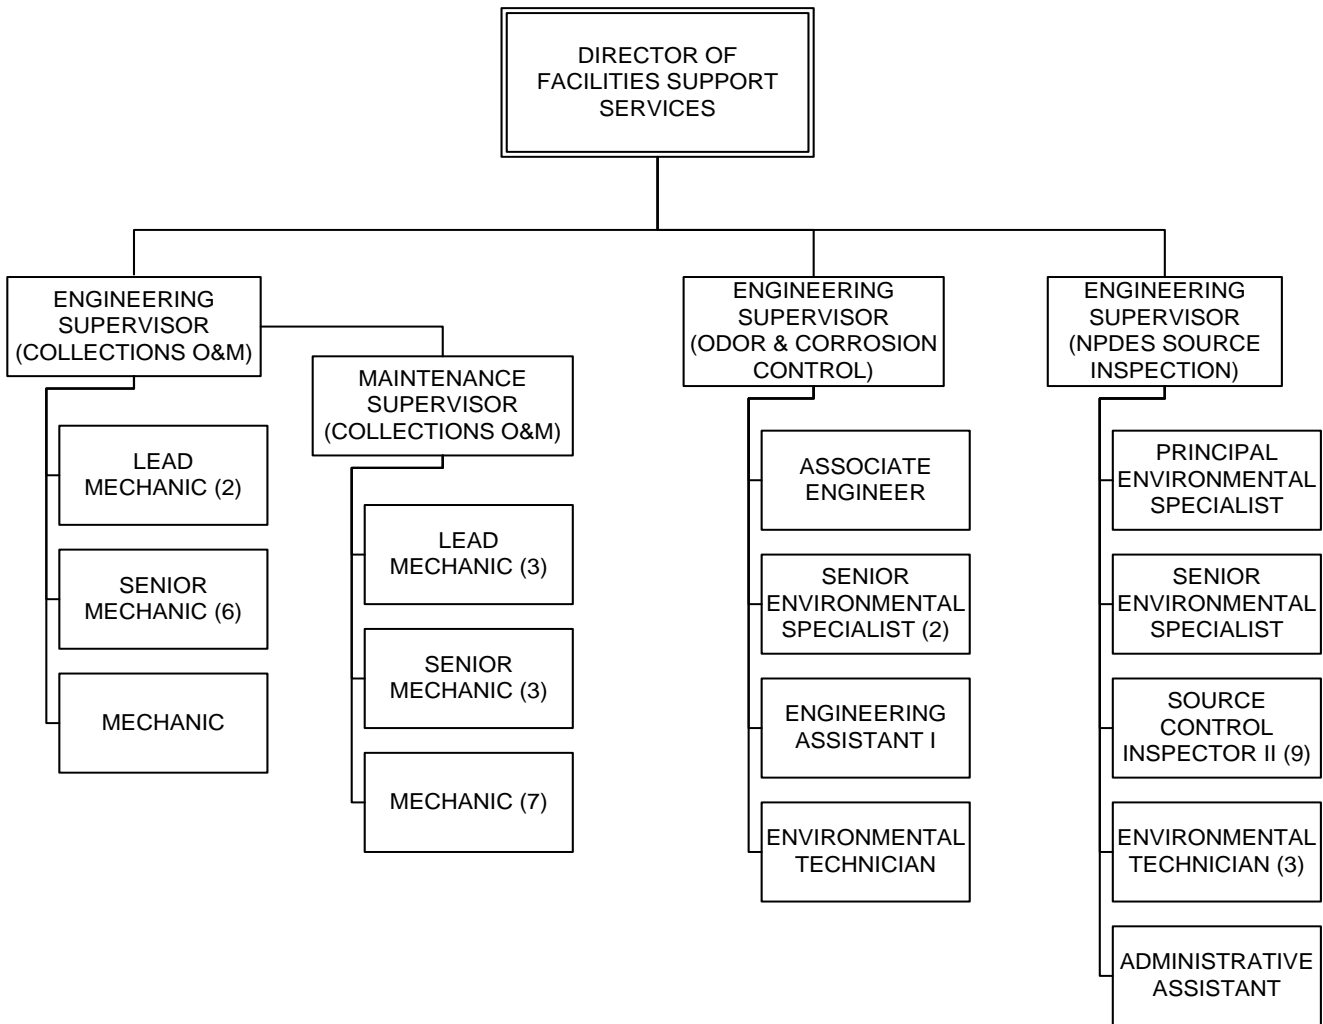 DIRECTOR OF
FACILITIES SUPPORT
SERVICES
ENGINEERING
SUPERVISOR
(COLLECTIONS O&M)
LEAD
MECHANIC (2)
SENIOR
MECHANIC (6)
MECHANIC
MAINTENANCE
SUPERVISOR
(COLLECTIONS O&M)
LEAD
MECHANIC (3)
SENIOR
MECHANIC (3)
MECHANIC (7)
ENGINEERING
SUPERVISOR
(ODOR & CORROSION
CONTROL)
ASSOCIATE
ENGINEER
SENIOR
ENVIRONMENTAL
SPECIALIST (2)
ENGINEERING
ASSISTANT I
ENVIRONMENTAL
TECHNICIAN
ENGINEERING
SUPERVISOR
(NPDES SOURCE
INSPECTION)
PRINCIPAL
ENVIRONMENTAL
SPECIALIST
SENIOR
ENVIRONMENTAL
SPECIALIST
SOURCE
CONTROL
INSPECTOR II (9)
ENVIRONMENTAL
TECHNICIAN (3)
ADMINISTRATIVE
ASSISTANT